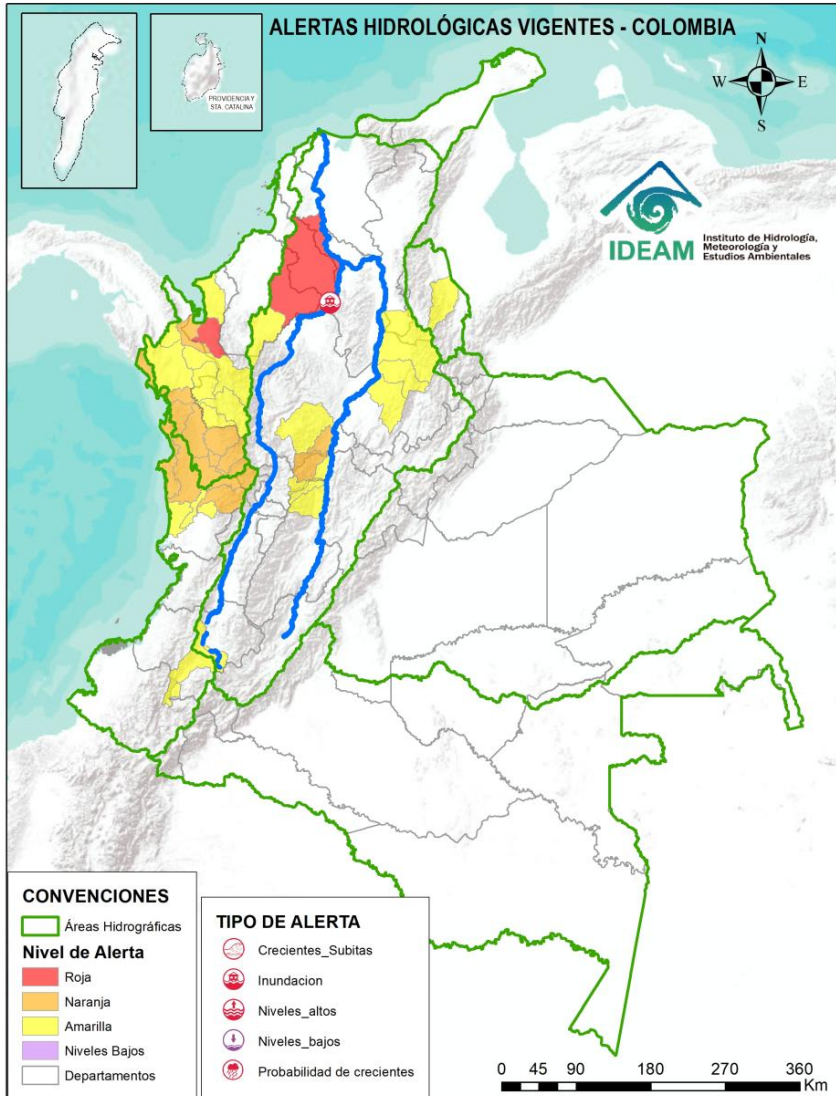 ALERTAS HIDROLÓGICAS VIGENTES - COLOMBIA
PROVIDENCIA Y
STA. CATALINA
N
W
E
S
IDEAM
Instituto de Hidrología,
Meteorología y
Estudios Ambientales
CONVENCIONES
Áreas Hidrográficas
Nivel de Alerta
Roja
Naranja
Amarilla
Niveles Bajos
Departamentos
TIPO DE ALERTA
Crecientes_Subitas
Inundacion
Niveles_altos
Niveles_bajos
Probabilidad de crecientes
0 45 90 180 270 360
Km